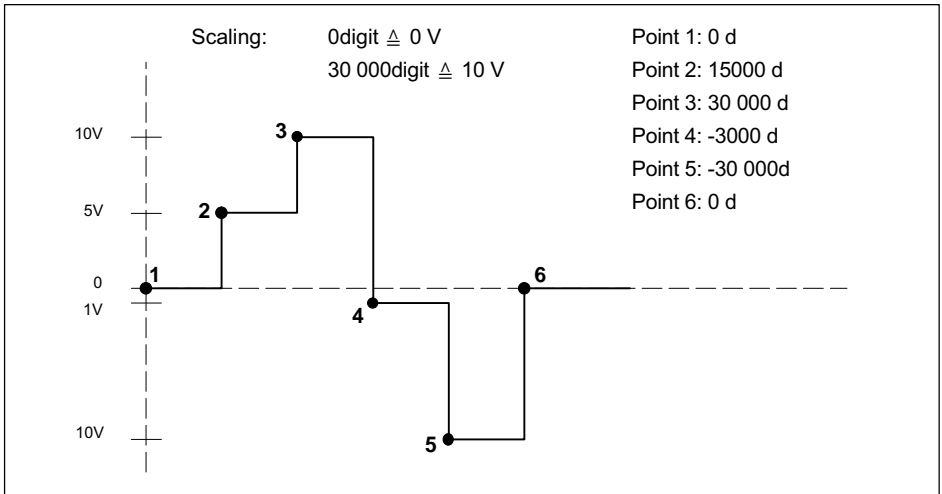 Scaling: 0digit ≙ 0 V
30 000digit ≙ 10 V
Point 1: 0 d
Point 2: 15000 d
Point 3: 30 000 d
Point 4: -3000 d
Point 5: -30 000d
Point 6: 0 d
10V
3
5V
2
0
1
6
1V
4
10V
5